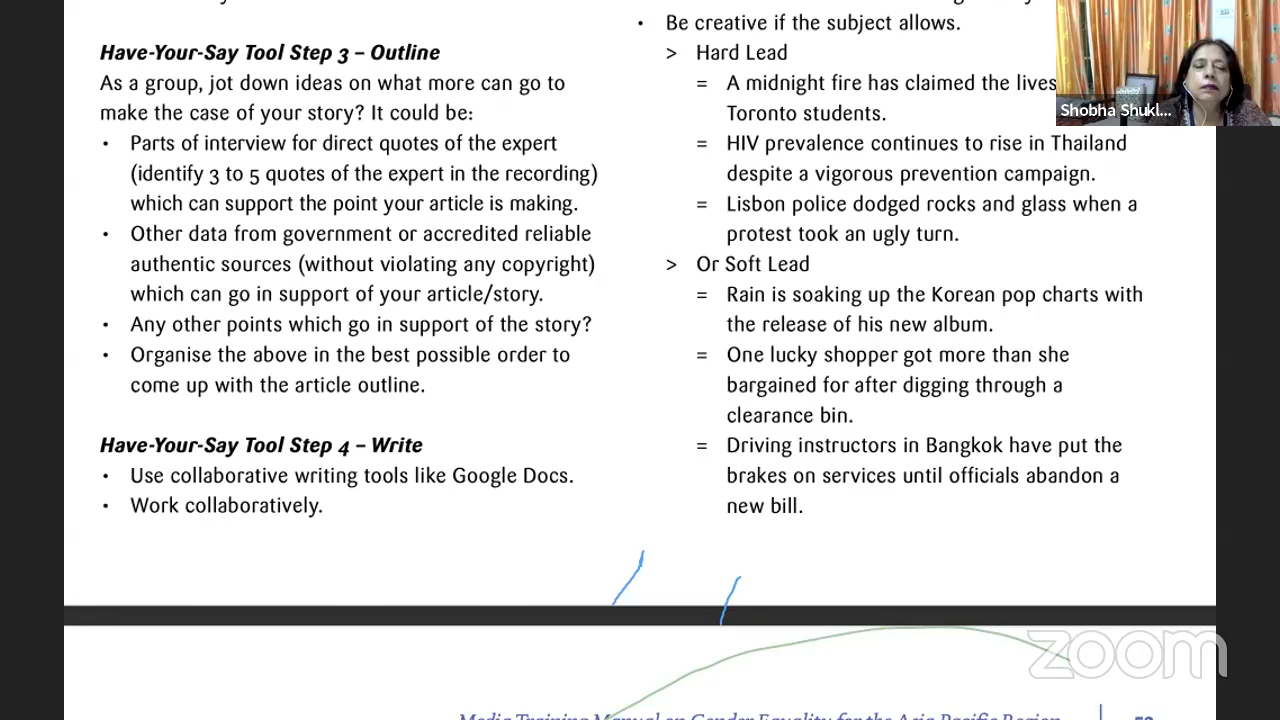 Have-Your-Say Tool Step 3 – Outline
As a group, jot down ideas on what more can go to
make the case of your story? It could be:
• Parts of interview for direct quotes of the expert
(identify 3 to 5 quotes of the expert in the recording)
which can support the point your article is making.
• Other data from government or accredited reliable
authentic sources (without violating any copyright)
which can go in support of your article/story.
• Any other points which go in support of the story?
• Organise the above in the best possible order to
come up with the article outline.
Have-Your-Say Tool Step 4 – Write
• Use collaborative writing tools like Google Docs.
• Work collaboratively.
• Be creative if the subject allows.
> Hard Lead
= A midnight fire has claimed the lives
Toronto students.
= HIV prevalence continues to rise in Thailand
despite a vigorous prevention campaign.
= Lisbon police dodged rocks and glass when a
protest took an ugly turn.
> Or Soft Lead
= Rain is soaking up the Korean pop charts with
the release of his new album.
= One lucky shopper got more than she
bargained for after digging through a
clearance bin.
= Driving instructors in Bangkok have put the
brakes on services until officials abandon a
new bill.
Shobha Shukl...
zoom
Media Training Manual on Gender Equality for the Asia Pacific Region